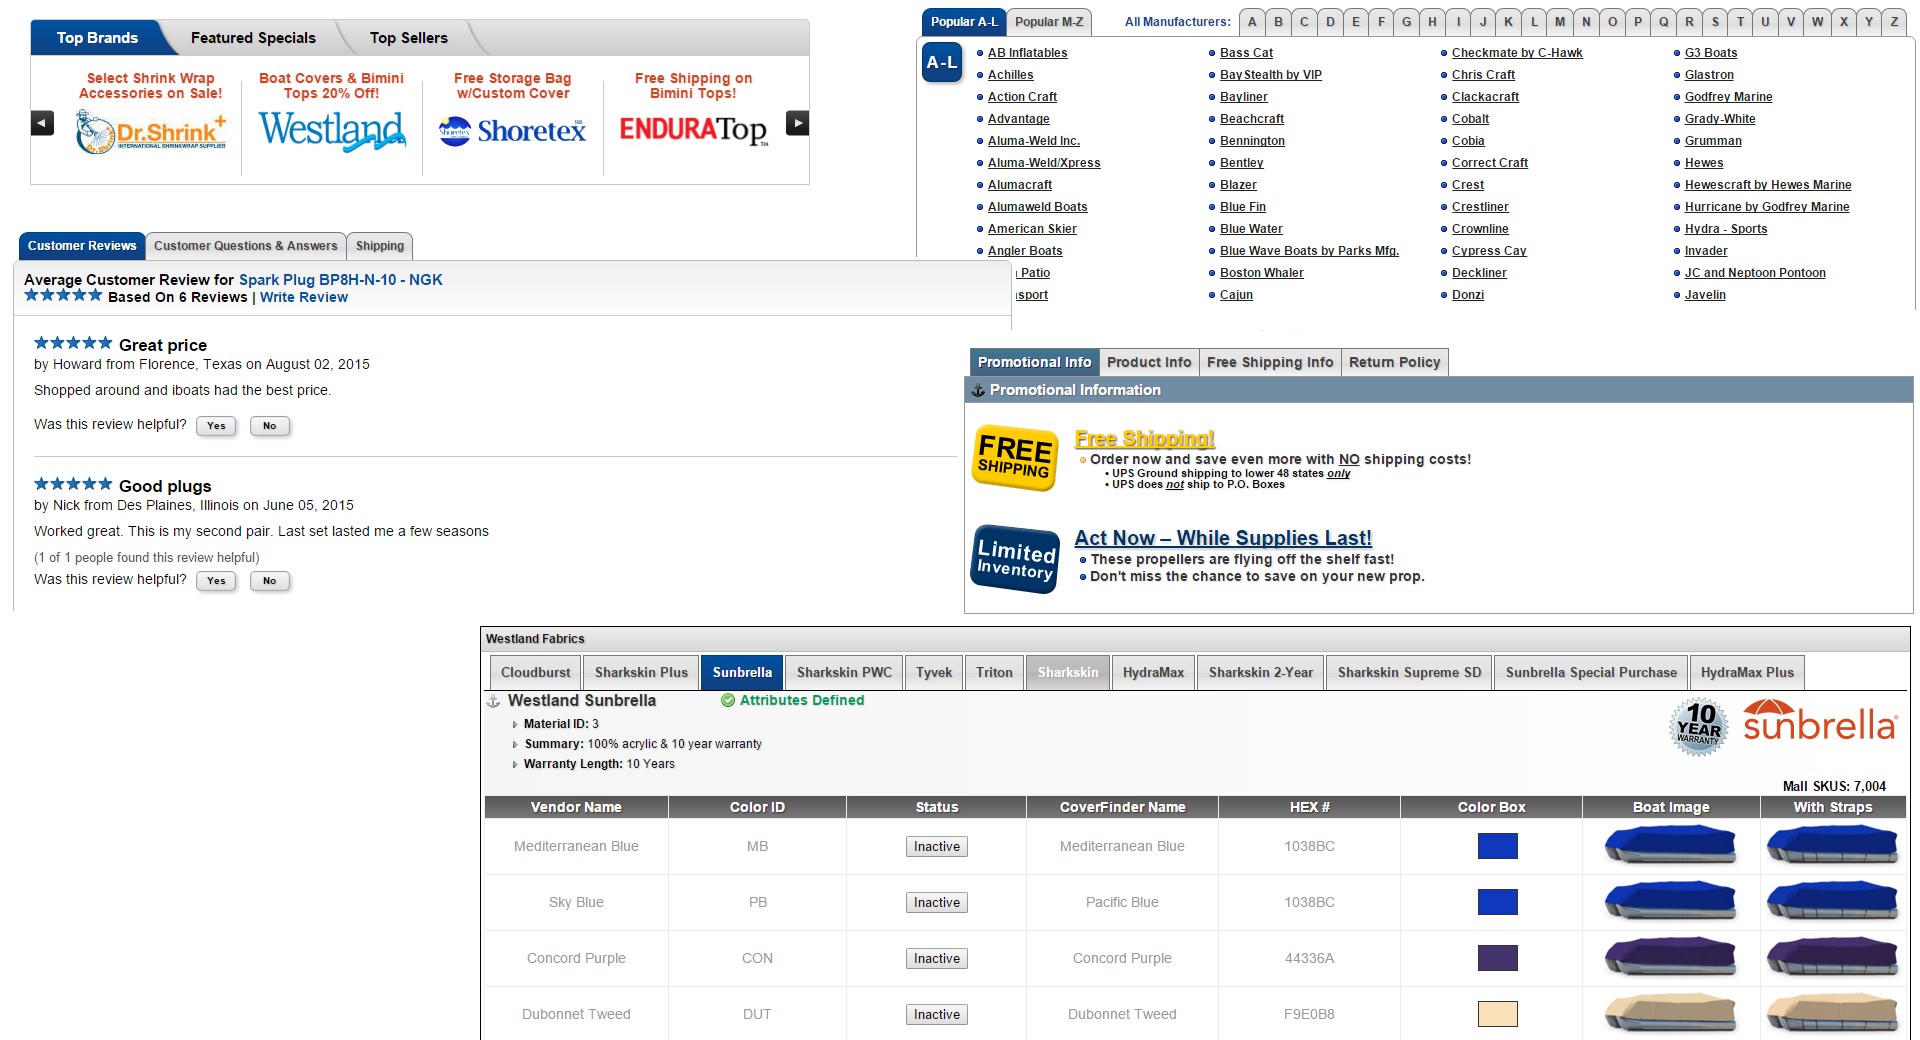 Top Brands
Featured Specials
Top Sellers
Select Shrink Wrap
Accessories on Sale!
Dr.Shrink+
INTERNATIONAL SHRINKWRAP SUPPLIER
Boat Covers & Bimini
Tops 20% Off!
Westland
Free Storage Bag
w/Custom Cover
Shoretex
Shoretex™
Free Shipping on
Bimini Tops!
ENDURATop™
Popular A-L
Popular M-Z
All Manufacturers:
A B C D E F G H I J K L M N O P Q R S T U V W X Y Z
A-L
AB Inflatables
Achilles
Action Craft
Advantage
Aluma-Weld Inc.
Aluma-Weld/Xpress
Alumacraft
Alumaweld Boats
American Skier
Angler Boats
Patio
sport
Bass Cat
BayStealth by VIP
Bayliner
Beachcraft
Bennington
Bentley
Blazer
Blue Fin
Blue Water
Blue Wave Boats by Parks Mfg.
Boston Whaler
Cajun
Checkmate by C-Hawk
Chris Craft
Clackacraft
Cobalt
Cobia
Correct Craft
Crest
Crestliner
Crownline
Cypress Cay
Deckliner
Donzi
G3 Boats
Glastron
Godfrey Marine
Grady-White
Grumman
Hewes
Hewescraft by Hewes Marine
Hurricane by Godfrey Marine
Hydra - Sports
Invader
JC and Neptoon Pontoon
Javelin
Customer Reviews
Customer Questions & Answers
Shipping
Average Customer Review for Spark Plug BP8H-N-10 - NGK
Based On 6 Reviews | Write Review
Great price
by Howard from Florence, Texas on August 02, 2015
Shopped around and iboats had the best price.
Was this review helpful? Yes No
Good plugs
by Nick from Des Plaines, Illinois on June 05, 2015
Worked great. This is my second pair. Last set lasted me a few seasons
(1 of 1 people found this review helpful)
Was this review helpful? Yes No
Promotional Info
Product Info
Free Shipping Info
Return Policy
Promotional Information
FREE
SHIPPING
Free Shipping!
Order now and save even more with NO shipping costs!
• UPS Ground shipping to lower 48 states only
• UPS does not ship to P.O. Boxes
Limited
Inventory
Act Now – While Supplies Last!
These propellers are flying off the shelf fast!
Don't miss the chance to save on your new prop.
Westland Fabrics
Cloudburst
Sharkskin Plus
Sunbrella
Sharkskin PWC
Tyvek
Triton
Sharkskin
HydraMax
Sharkskin 2-Year
Sharkskin Supreme SD
Sunbrella Special Purchase
HydraMax Plus
Westland Sunbrella
Attributes Defined
Material ID: 3
Summary: 100% acrylic & 10 year warranty
Warranty Length: 10 Years
10
YEAR
WARRANTY
sunbrella®
Mall SKUS: 7,004
Vendor Name Color ID Status CoverFinder Name HEX # Color Box Boat Image With Straps
Mediterranean Blue MB Inactive Mediterranean Blue 1038BC
Sky Blue PB Inactive Pacific Blue 1038BC
Concord Purple CON Inactive Concord Purple 44336A
Dubonnet Tweed DUT Inactive Dubonnet Tweed F9E0B8